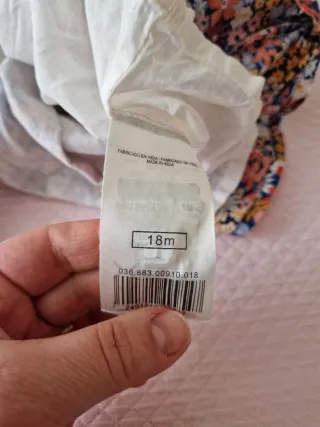 FABRICADO EN INDIA / FABRICADO NA INDIA
MADE IN INDIA
18m
036.683.00910.018